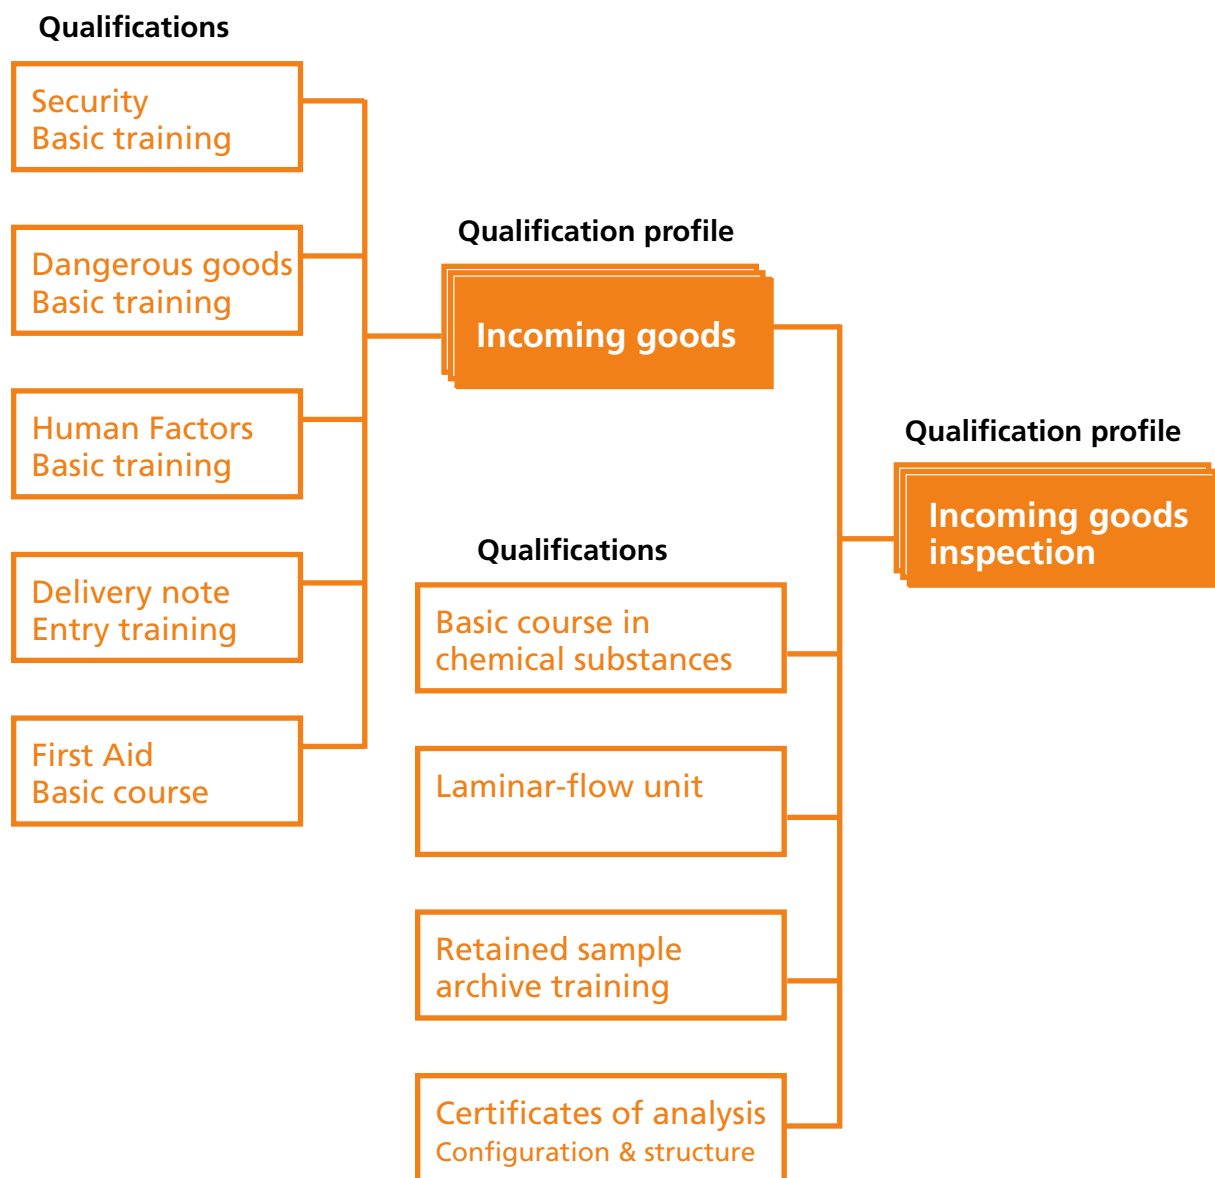 Qualifications
Security
Basic training
Dangerous goods
Basic training
Human Factors
Basic training
Delivery note
Entry training
First Aid
Basic course
Qualification profile
Incoming goods
Qualifications
Basic course in
chemical substances
Laminar-flow unit
Retained sample
archive training
Certificates of analysis
Configuration & structure
Qualification profile
Incoming goods
inspection